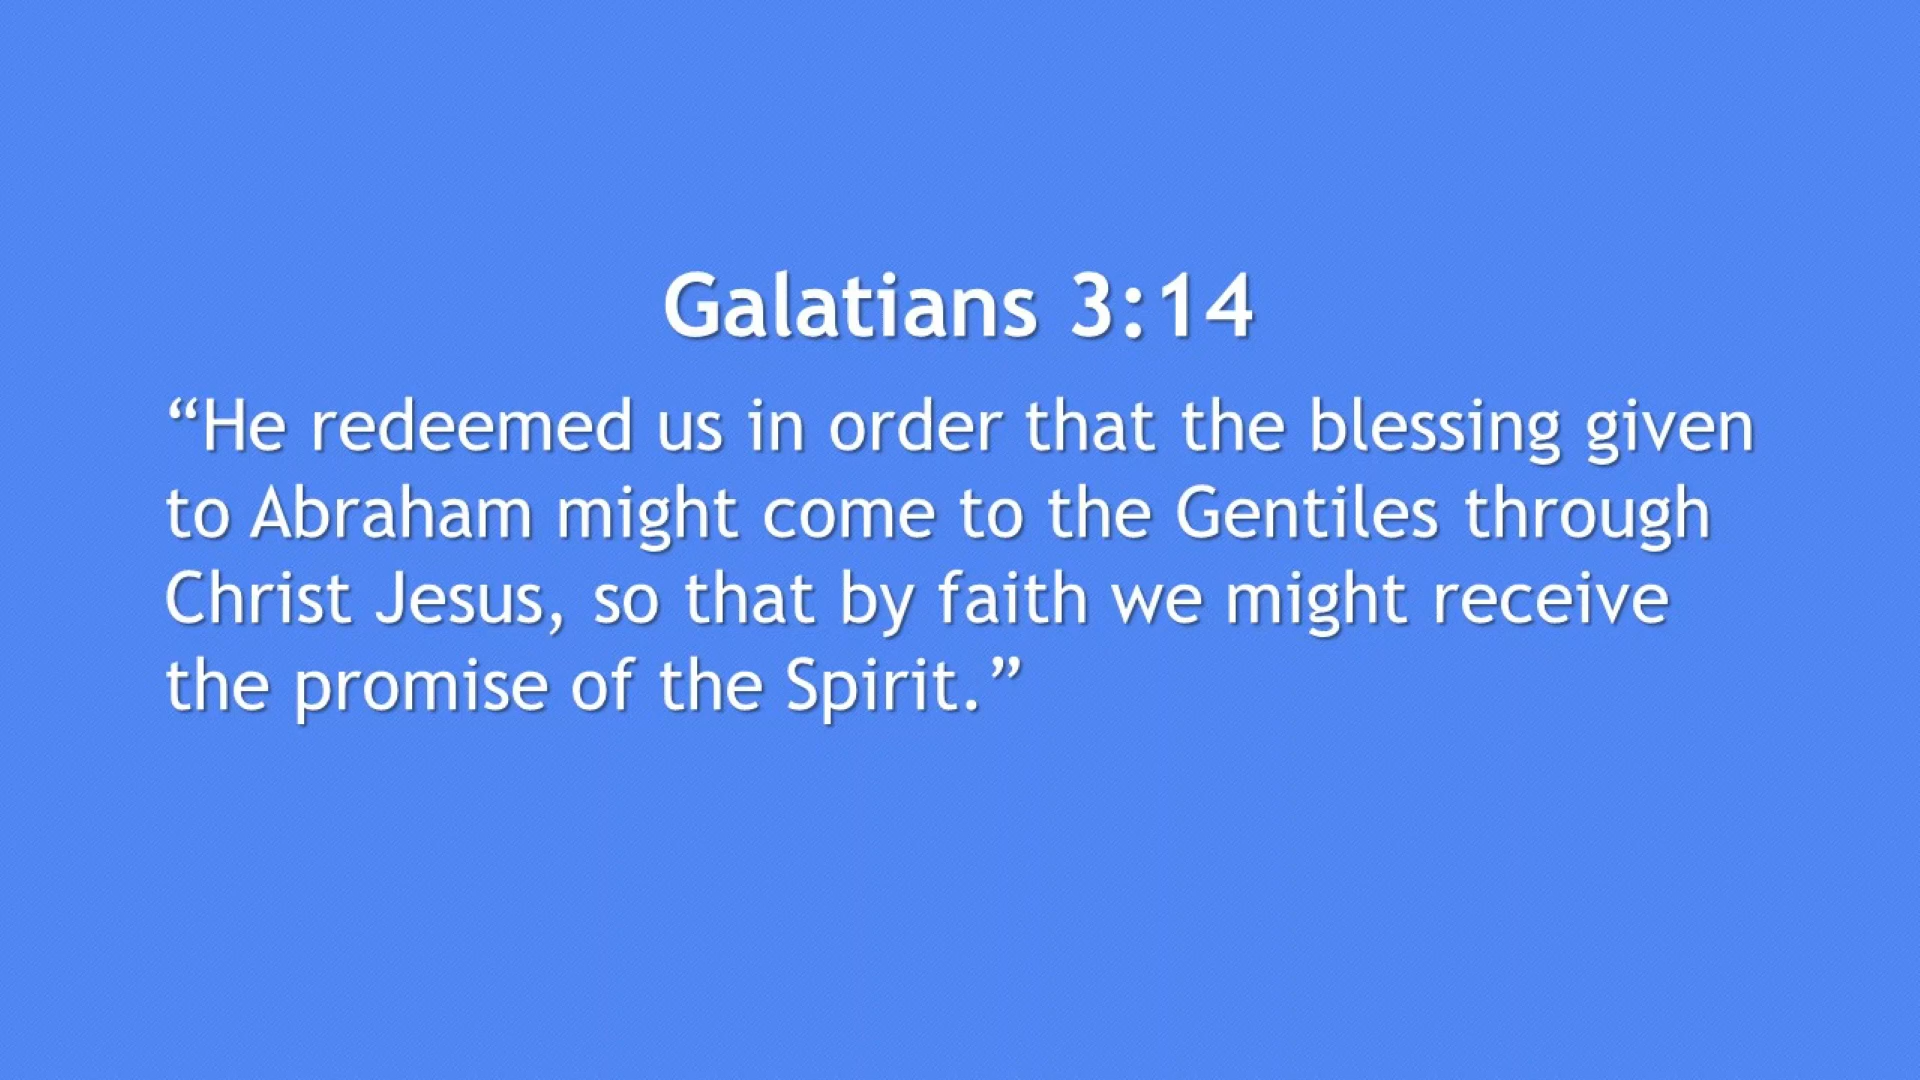 Galatians 3:14
“He redeemed us in order that the blessing given
to Abraham might come to the Gentiles through
Christ Jesus, so that by faith we might receive
the promise of the Spirit.”